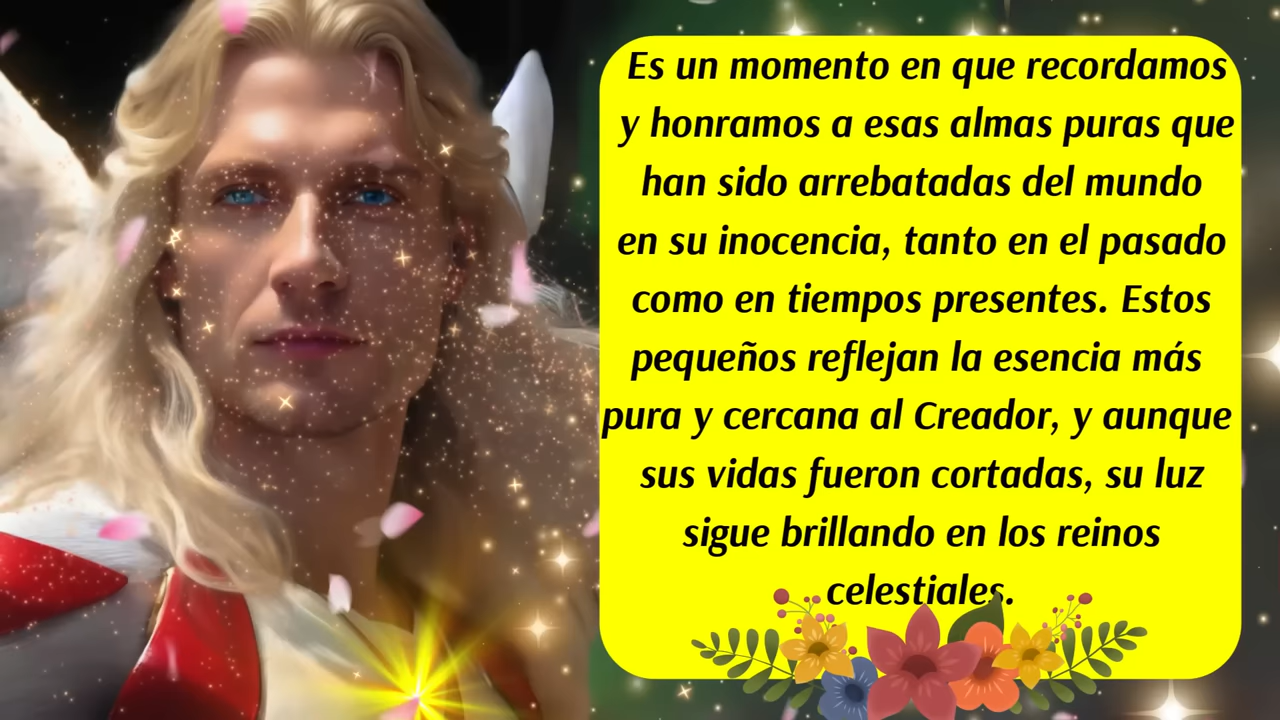 Es un momento en que recordamos
y honramos a esas almas puras que
han sido arrebatadas del mundo
en su inocencia, tanto en el pasado
como en tiempos presentes. Estos
pequeños reflejan la esencia más
pura y cercana al Creador, y aunque
sus vidas fueron cortadas, su luz
sigue brillando en los reinos
celestiales.